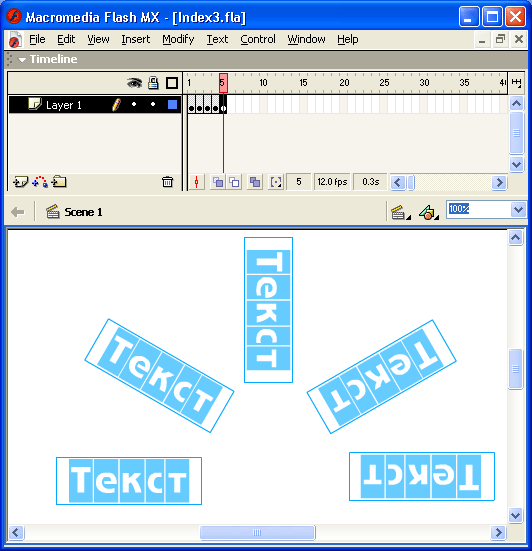 Macromedia Flash MX - [Index3.fla]
File Edit View Insert Modify Text Control Window Help
Timeline
1 5 10 15 20 25 30 35 40
Layer 1
5 12.0 fps 0.3s
Scene 1 100%
Текст
Текст
Текст
Текст
Текст